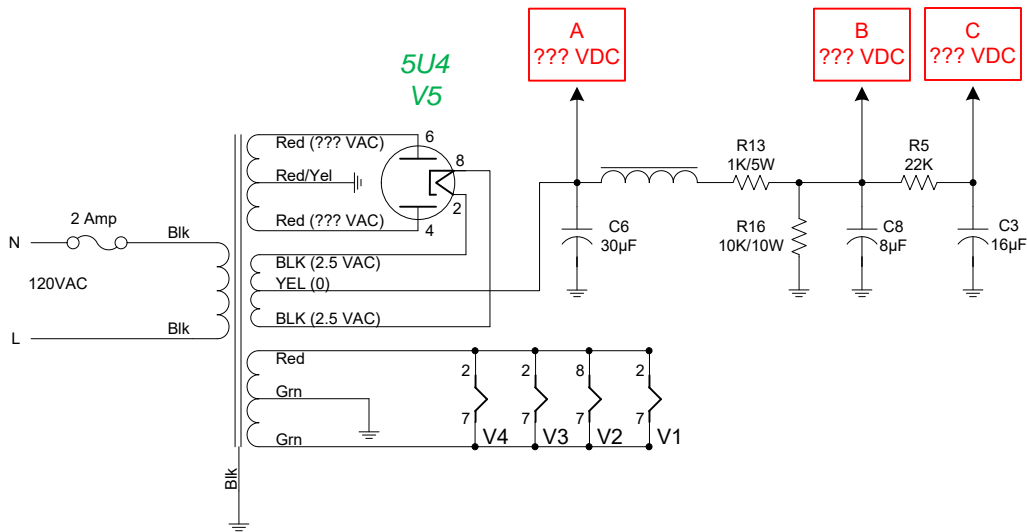 A
??? VDC
B
??? VDC
C
??? VDC
5U4
V5
6
8
2
4
Red (??? VAC)
Red/Yel
Red (??? VAC)
R13
1K/5W
R5
22K
C6
30µF
R16
10K/10W
C8
8µF
C3
16µF
2 Amp
N
Blk
120VAC
L
Blk
BLK (2.5 VAC)
YEL (0)
BLK (2.5 VAC)
Red
Grn
Grn
2
7
V4
2
7
V3
8
7
V2
2
7
V1
Blk